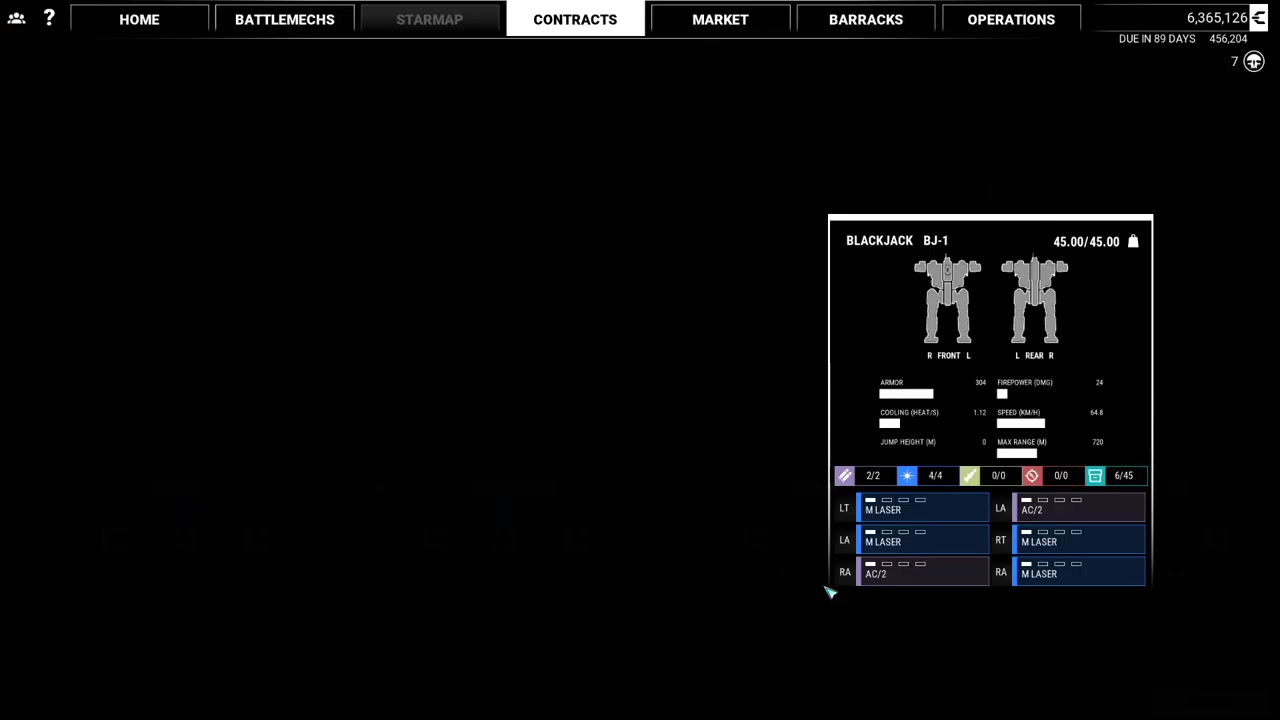 ? HOME BATTLEMECHS STARMAP CONTRACTS MARKET BARRACKS OPERATIONS 6,365,126
DUE IN 89 DAYS 456,204
7
BLACKJACK BJ-1 45.00/45.00
R FRONT L L REAR R
ARMOR 304 FIREPOWER (DMG) 24
COOLING (HEAT/S) 1.12 SPEED (KM/H) 64.8
JUMP HEIGHT (M) 0 MAX RANGE (M) 720
2/2 4/4 0/0 0/0 6/45
LT M LASER LA AC/2
LA M LASER RT M LASER
RA AC/2 RA M LASER